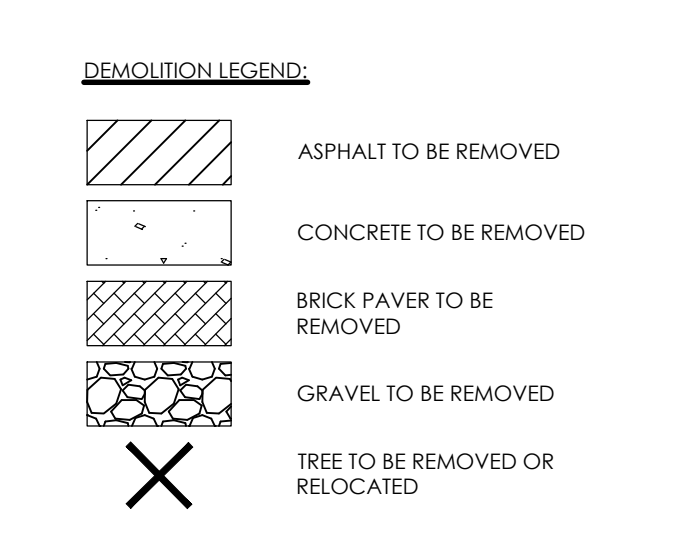 DEMOLITION LEGEND:
ASPHALT TO BE REMOVED
CONCRETE TO BE REMOVED
BRICK PAVER TO BE
REMOVED
GRAVEL TO BE REMOVED
TREE TO BE REMOVED OR
RELOCATED